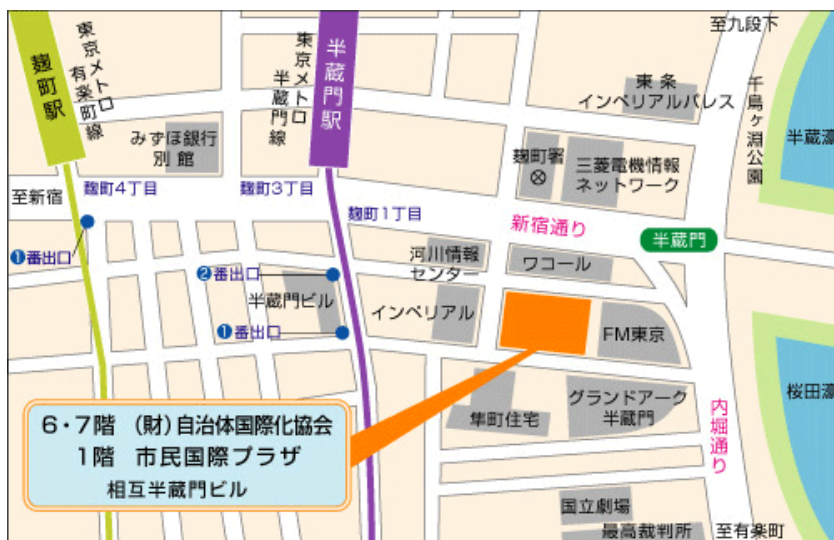 至九段下
麹町駅
東京メトロ
有楽町線
半蔵門駅
東京メトロ
半蔵門線
東条
インペリアルパレス
千鳥ヶ淵公園
半蔵濠
みずほ銀行
別館
麹町署
三菱電機情報
ネットワーク
至新宿
麹町4丁目
麹町3丁目
麹町1丁目
新宿通り
半蔵門
❶番出口
河川情報
センター
ワコール
❷番出口
半蔵門ビル
インペリアル
❶番出口
FM東京
桜田濠
グランドアーク
半蔵門
隼町住宅
内堀通り
6・7階 (財)自治体国際化協会
1階 市民国際プラザ
相互半蔵門ビル
国立劇場
最高裁判所
至有楽町